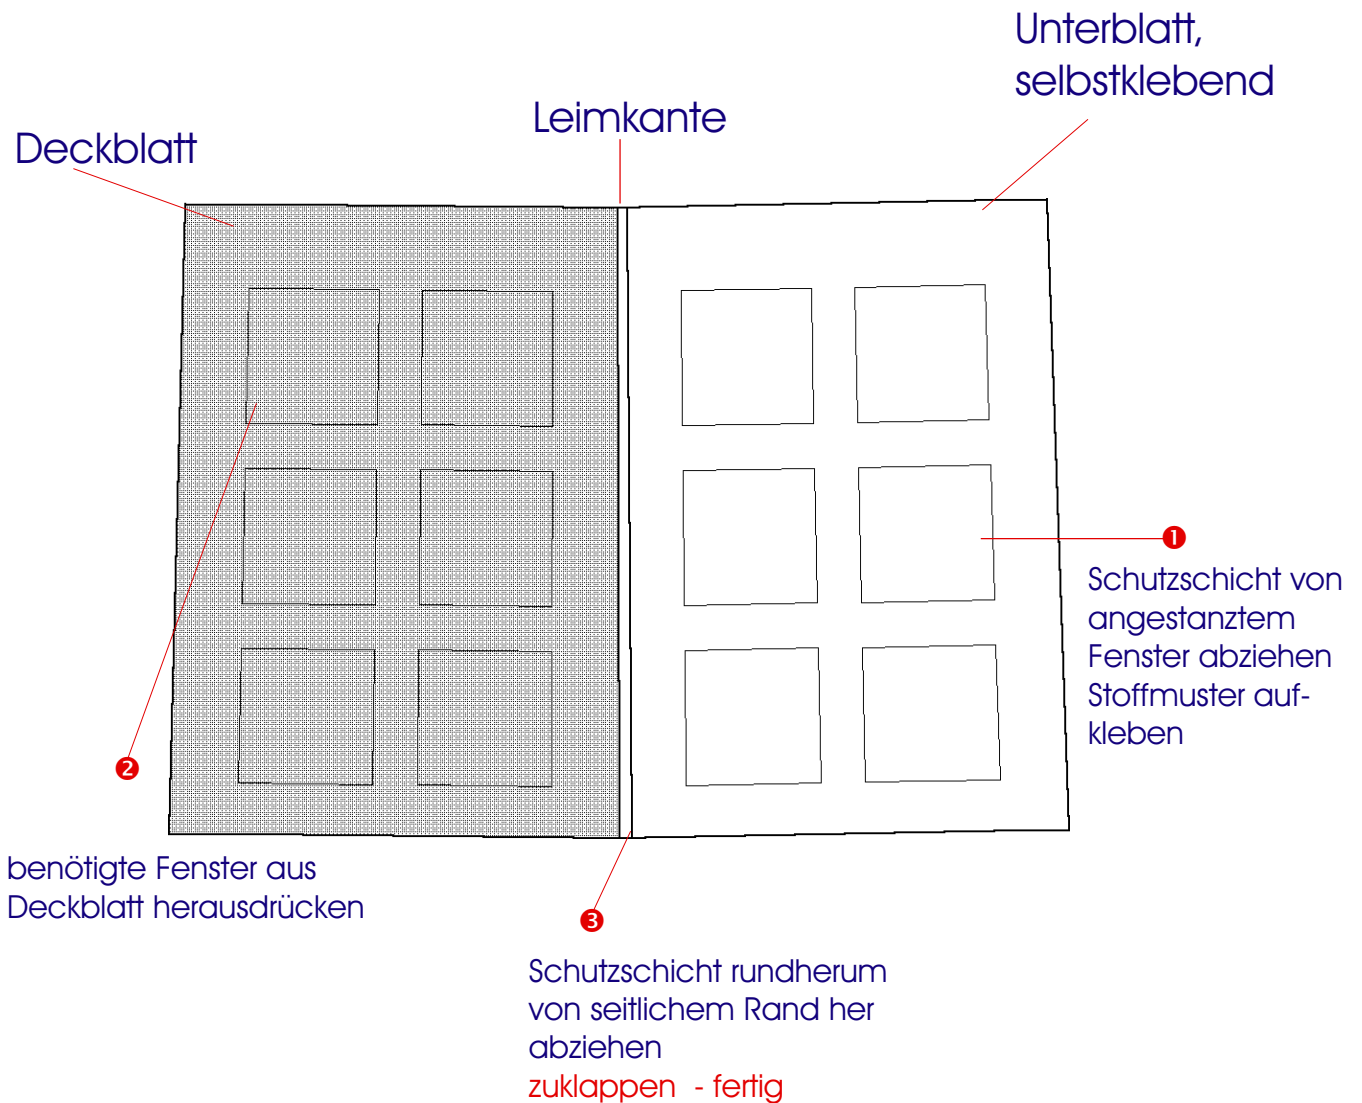 Unterblatt,
selbstklebend
Leimkante
Deckblatt
1
Schutzschicht von
angestanztem
Fenster abziehen
Stoffmuster auf-
kleben
2
benötigte Fenster aus
Deckblatt herausdrücken
3
Schutzschicht rundherum
von seitlichem Rand her
abziehen
zuklappen - fertig